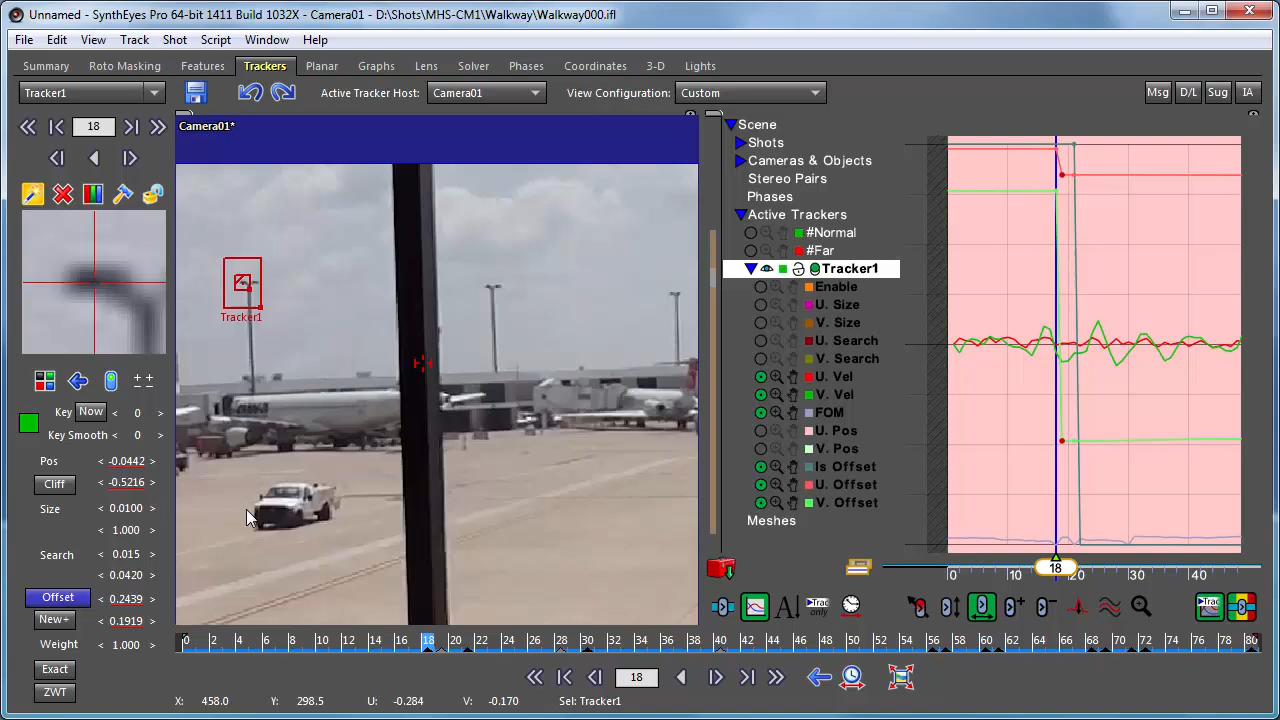 Unnamed - SynthEyes Pro 64-bit 1411 Build 1032X - Camera01 - D:\Shots\MHS-CM1\Walkway\Walkway000.ifl
File Edit View Track Shot Script Window Help
Summary Roto Masking Features Trackers Planar Graphs Lens Solver Phases Coordinates 3-D Lights
Tracker1 Active Tracker Host: Camera01 View Configuration: Custom Msg D/L Sug IA
18
Key Now < 0 >
Key Smooth < 0 >
Pos < -0.0442 >
Cliff < -0.5216 >
Size < 0.0100 >
< 1.000 >
Search < 0.015 >
< 0.0420 >
Offset < 0.2439 >
New+ < 0.1919 >
Weight < 1.000 >
Exact
ZWT
Camera01*
Tracker1
Scene
Shots
Cameras & Objects
Stereo Pairs
Phases
Active Trackers
#Normal
#Far
Tracker1
Enable
U. Size
V. Size
U. Search
V. Search
U. Vel
V. Vel
FOM
U. Pos
V. Pos
Is Offset
U. Offset
V. Offset
Meshes
18
0 10 20 30 40
A Trac only Trac
0 2 4 6 8 10 12 14 16 18 20 22 24 26 28 30 32 34 36 38 40 42 44 46 48 50 52 54 56 58 60 62 64 66 68 70 72 74 76 78 80
18
X: 458.0 Y: 298.5 U: -0.284 V: -0.170 Sel: Tracker1